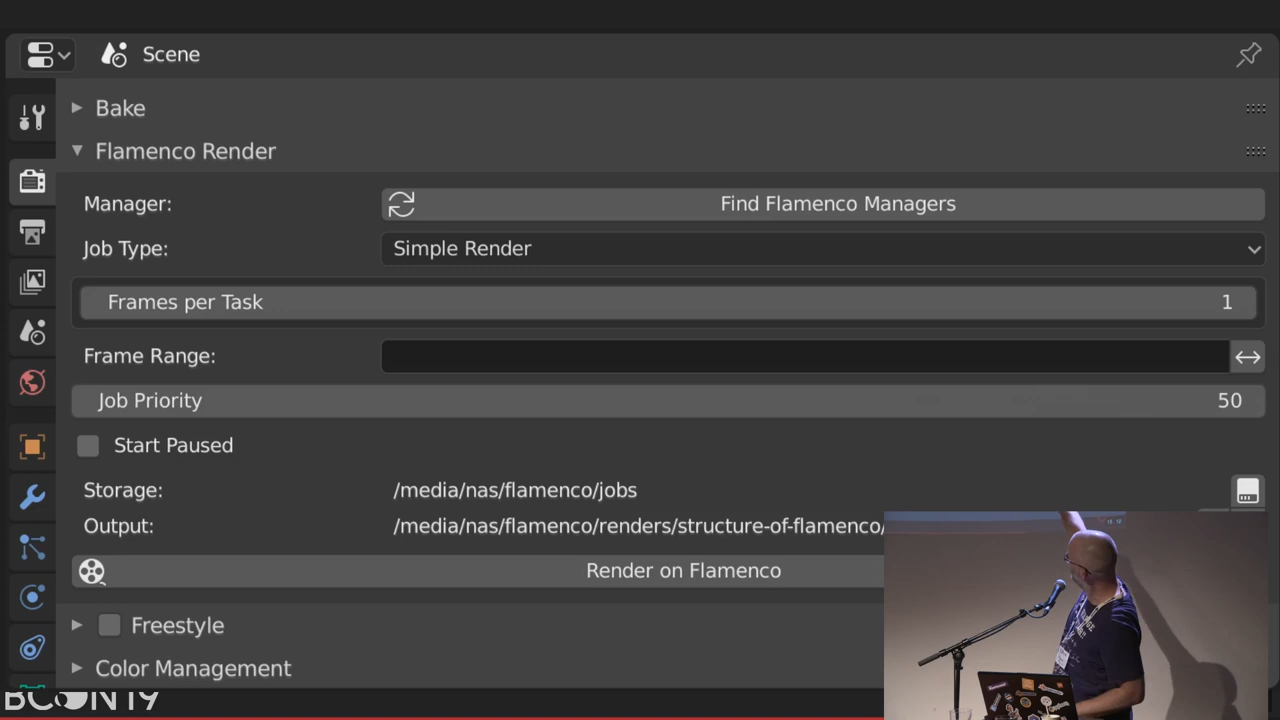 Scene
Bake
Flamenco Render
Manager: Find Flamenco Managers
Job Type: Simple Render
Frames per Task 1
Frame Range:
Job Priority 50
Start Paused
Storage: /media/nas/flamenco/jobs
Output: /media/nas/flamenco/renders/structure-of-flamenco/
Render on Flamenco
Freestyle
Color Management
BCON19